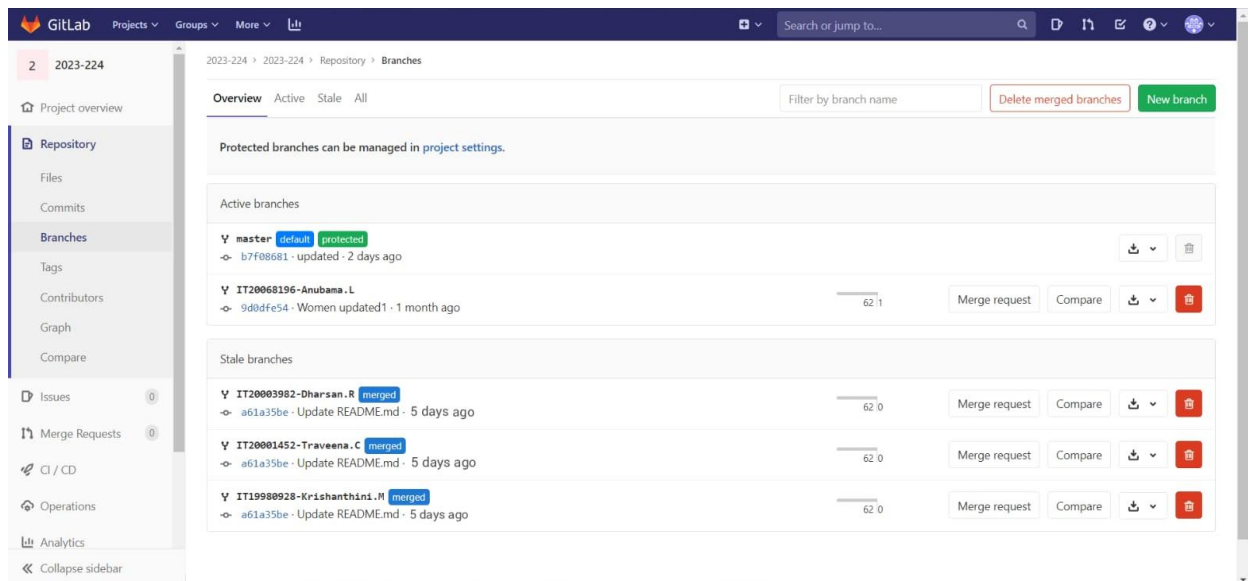 GitLab Projects Groups More Search or jump to...
2 2023-224
Project overview
Repository
Files
Commits
Branches
Tags
Contributors
Graph
Compare
Issues 0
Merge Requests 0
CI / CD
Operations
Analytics
Collapse sidebar
2023-224 > 2023-224 > Repository > Branches
Overview Active Stale All Filter by branch name Delete merged branches New branch
Protected branches can be managed in project settings.
Active branches
master default protected
b7f08681 · updated · 2 days ago
IT20068196-Anubama.L
9d0dfe54 · Women updated1 · 1 month ago
62 1 Merge request Compare
Stale branches
IT20003982-Dharsan.R merged
a61a35be · Update README.md · 5 days ago
62 0 Merge request Compare
IT20001452-Traveena.C merged
a61a35be · Update README.md · 5 days ago
62 0 Merge request Compare
IT19980928-Krishanthini.M merged
a61a35be · Update README.md · 5 days ago
62 0 Merge request Compare